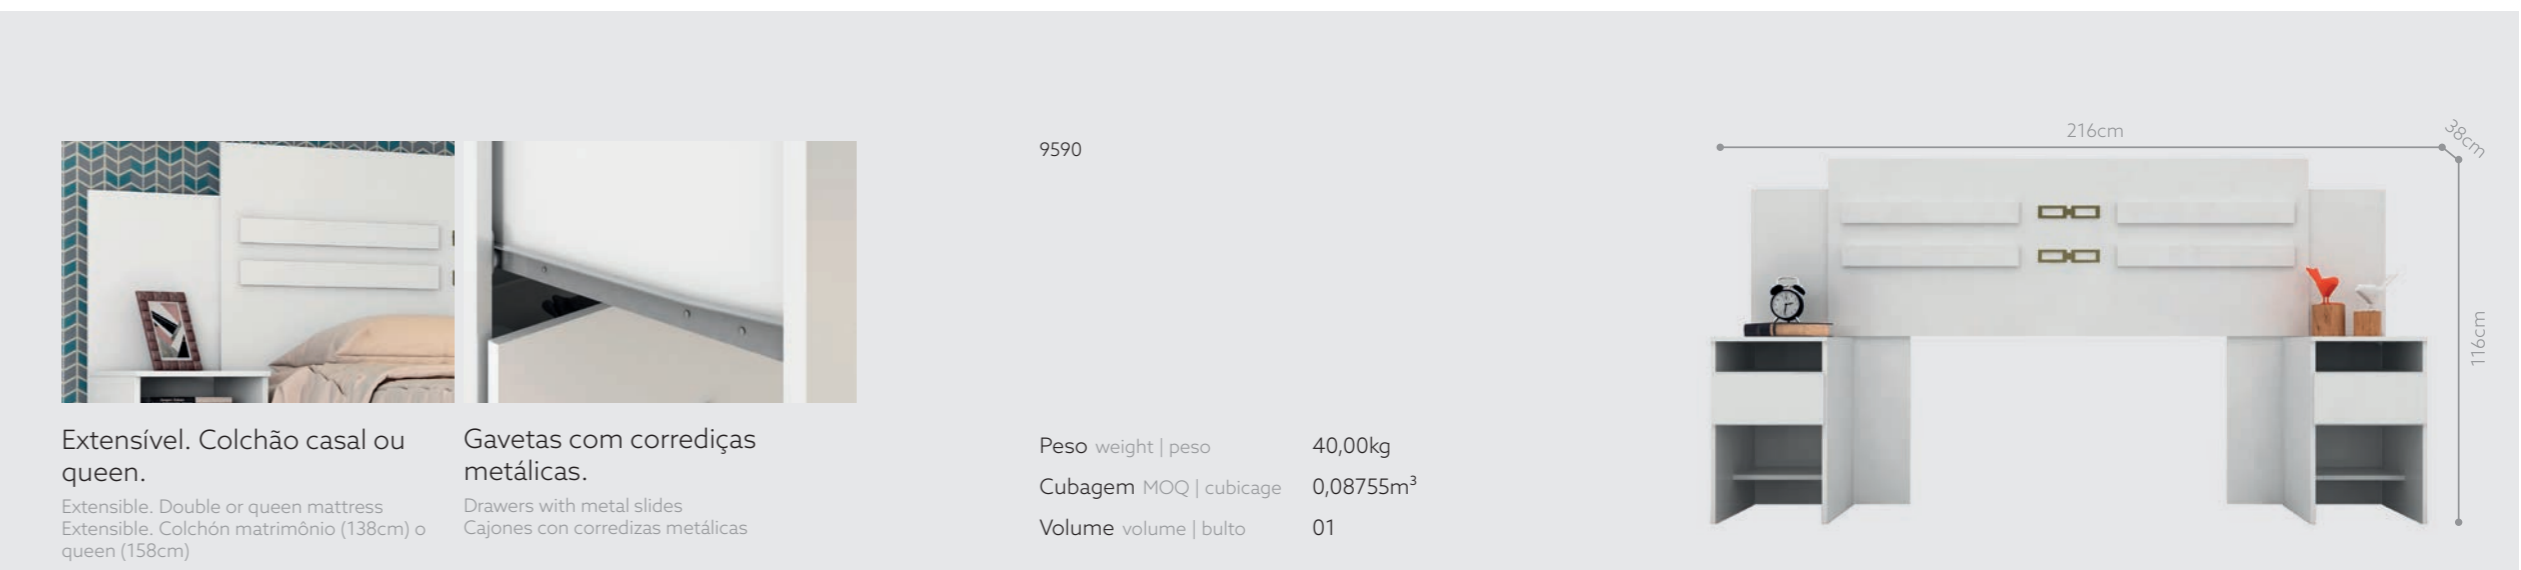 Extensível. Colchão casal ou
queen.
Extensible. Double or queen mattress
Extensible. Colchón matrimônio (138cm) o
queen (158cm)
Gavetas com corrediças
metálicas.
Drawers with metal slides
Cajones con corredizas metálicas
9590
Peso weight | peso 40,00kg
Cubagem MOQ | cubicage 0,08755m³
Volume volume | bulto 01
216cm
38cm
116cm